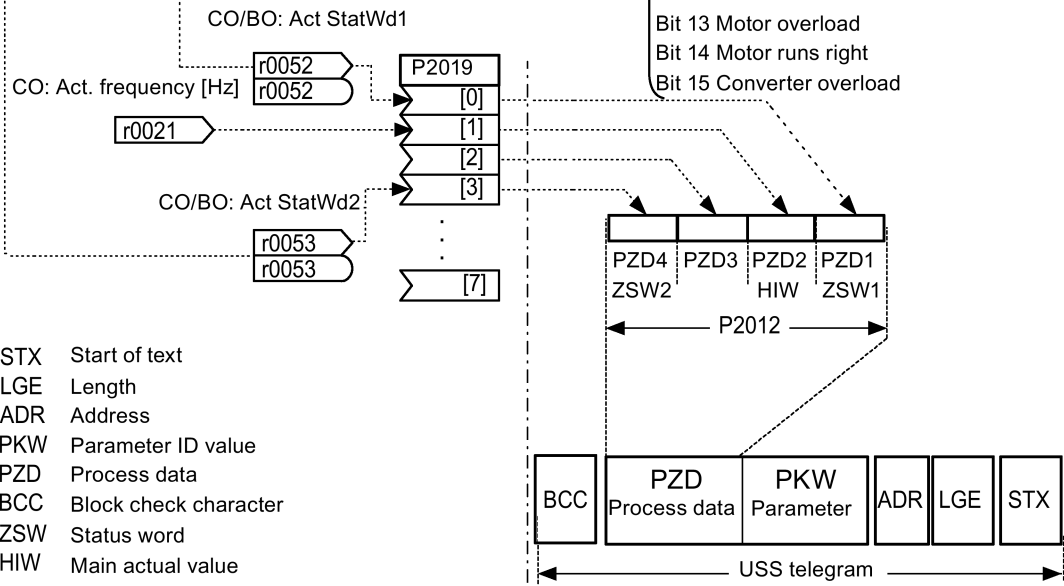 CO/BO: Act StatWd1
Bit 13 Motor overload
Bit 14 Motor runs right
Bit 15 Converter overload
r0052
r0052
CO: Act. frequency [Hz]
r0021
P2019
[0]
[1]
[2]
[3]
[7]
CO/BO: Act StatWd2
r0053
r0053
PZD4 PZD3 PZD2 PZD1
ZSW2 HIW ZSW1
P2012
STX Start of text
LGE Length
ADR Address
PKW Parameter ID value
PZD Process data
BCC Block check character
ZSW Status word
HIW Main actual value
BCC
PZD
Process data
PKW
Parameter
ADR
LGE
STX
USS telegram